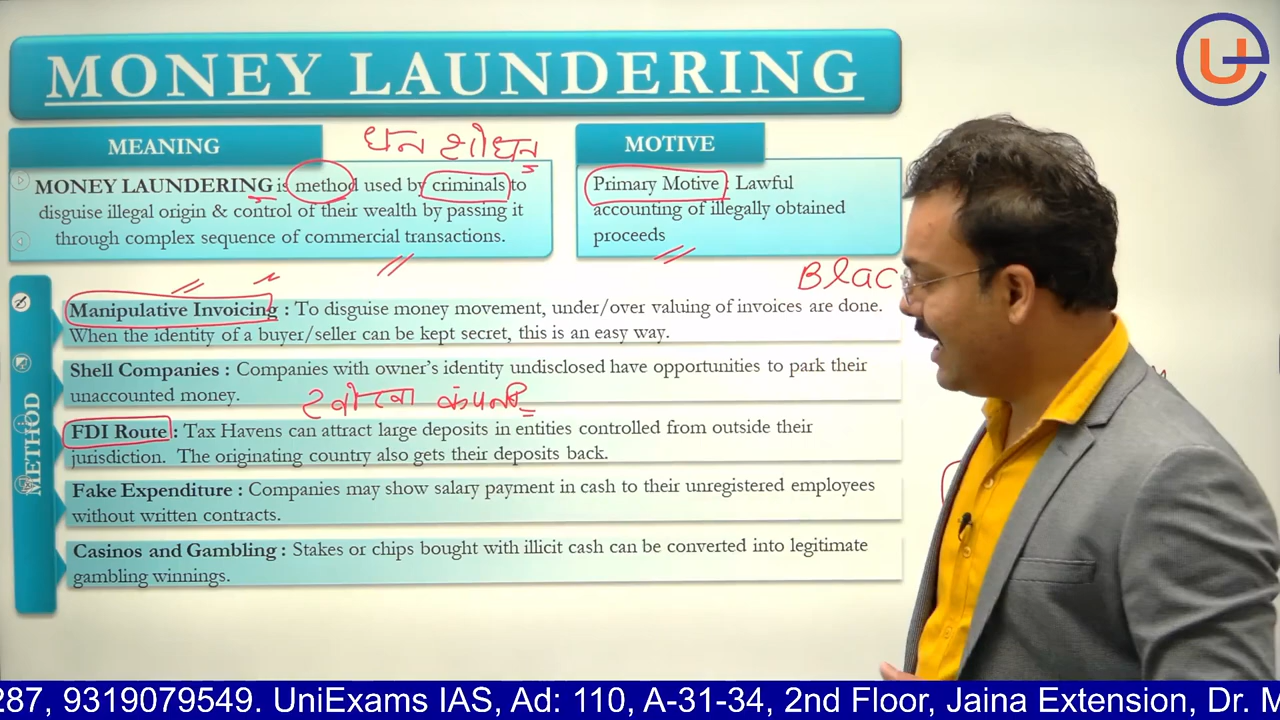 MONEY LAUNDERING
MEANING
धन शोधन
MONEY LAUNDERING is method used by criminals to
disguise illegal origin & control of their wealth by passing it
through complex sequence of commercial transactions.
MOTIVE
Primary Motive : Lawful
accounting of illegally obtained
proceeds
Blac
METHOD
Manipulative Invoicing : To disguise money movement, under/over valuing of invoices are done.
When the identity of a buyer/seller can be kept secret, this is an easy way.
Shell Companies : Companies with owner's identity undisclosed have opportunities to park their
unaccounted money.
FDI Route : Tax Havens can attract large deposits in entities controlled from outside their
jurisdiction. The originating country also gets their deposits back.
Fake Expenditure : Companies may show salary payment in cash to their unregistered employees
without written contracts.
Casinos and Gambling : Stakes or chips bought with illicit cash can be converted into legitimate
gambling winnings.
287, 9319079549. UniExams IAS, Ad: 110, A-31-34, 2nd Floor, Jaina Extension, Dr. M